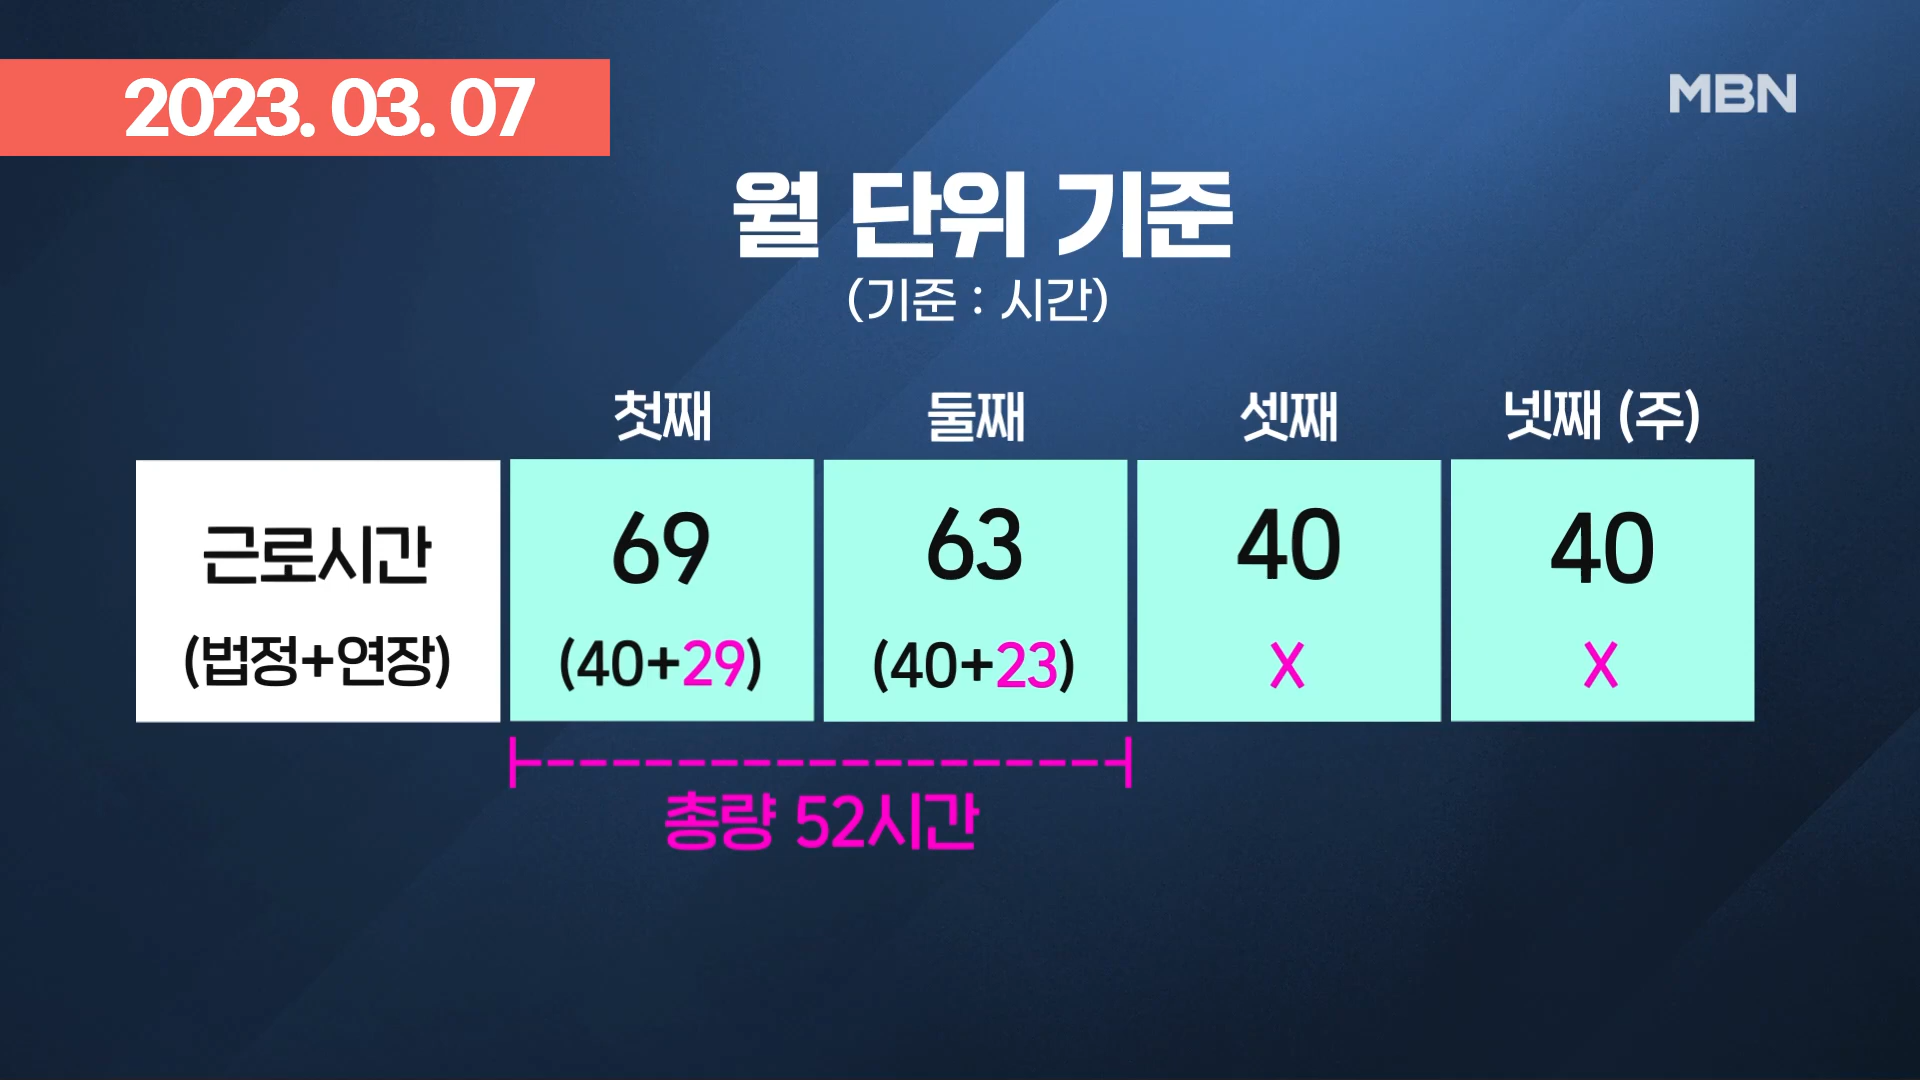 2023. 03. 07
MBN
월 단위 기준
(기준 : 시간)
첫째 둘째 셋째 넷째 (주)
근로시간 69 63 40 40
(법정+연장) (40+29) (40+23) X X
총량 52시간